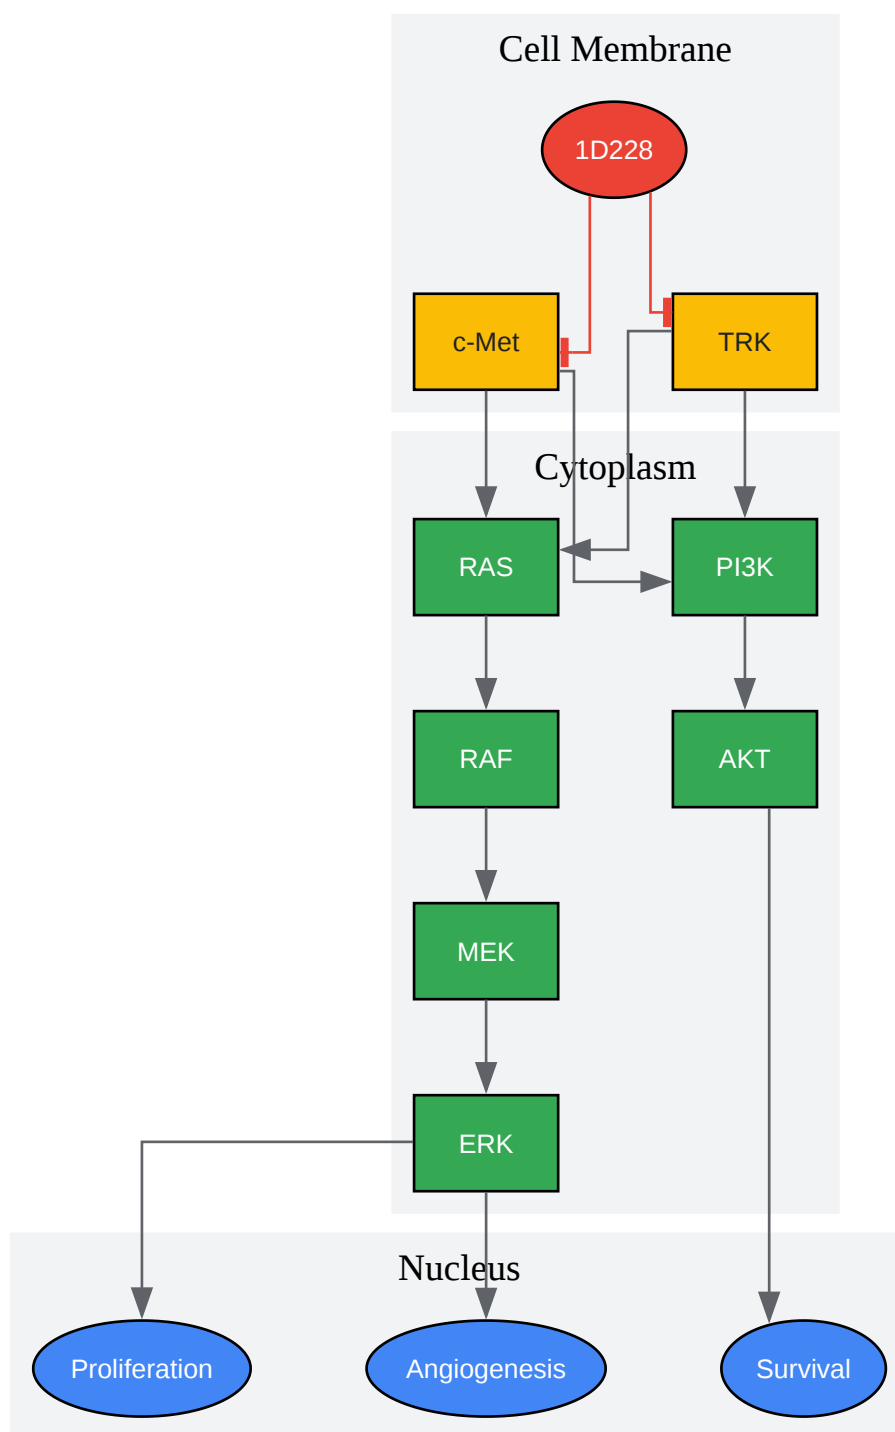 Cell Membrane
1D228
c-Met
TRK
Cytoplasm
RAS
PI3K
RAF
AKT
MEK
ERK
Nucleus
Proliferation
Angiogenesis
Survival